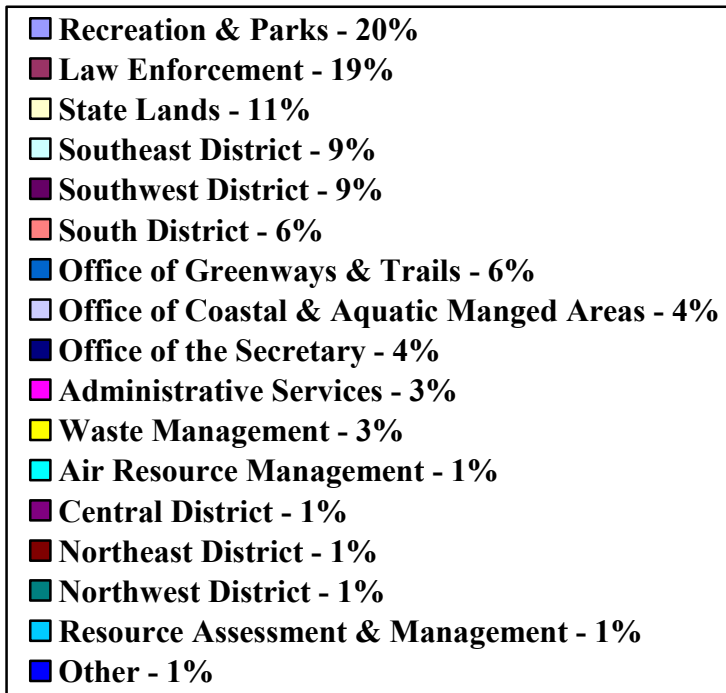 Recreation & Parks - 20%
Law Enforcement - 19%
State Lands - 11%
Southeast District - 9%
Southwest District - 9%
South District - 6%
Office of Greenways & Trails - 6%
Office of Coastal & Aquatic Manged Areas - 4%
Office of the Secretary - 4%
Administrative Services - 3%
Waste Management - 3%
Air Resource Management - 1%
Central District - 1%
Northeast District - 1%
Northwest District - 1%
Resource Assessment & Management - 1%
Other - 1%